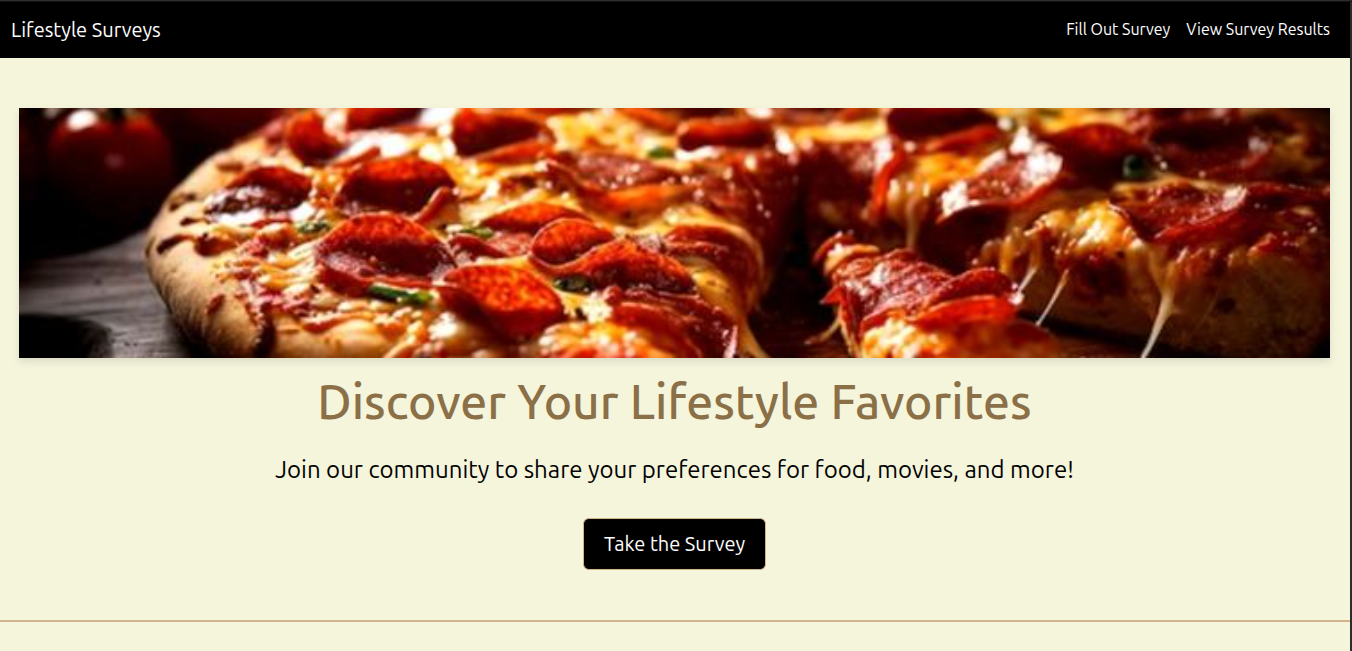 Lifestyle Surveys
Fill Out Survey View Survey Results
Discover Your Lifestyle Favorites
Join our community to share your preferences for food, movies, and more!
Take the Survey